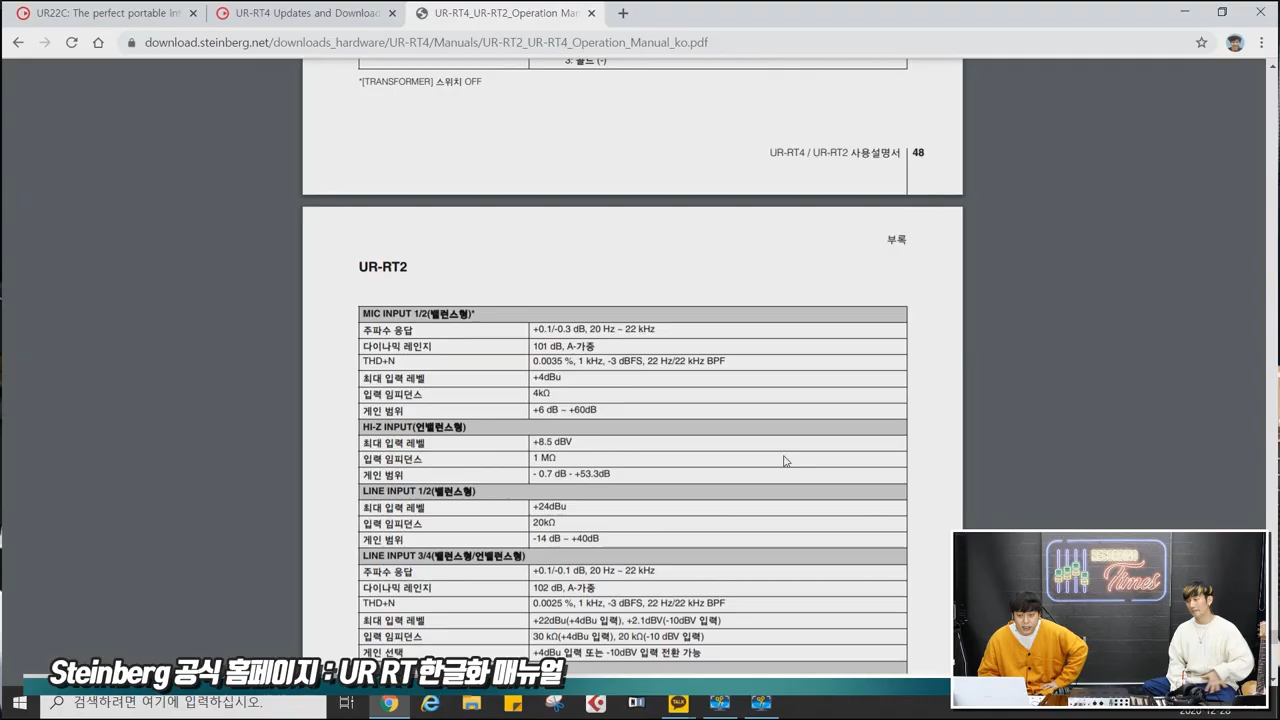 UR22C: The perfect portable int
UR-RT4 Updates and Download
UR-RT4_UR-RT2_Operation Man
download.steinberg.net/downloads_hardware/UR-RT4/Manuals/UR-RT2_UR-RT4_Operation_Manual_ko.pdf
3: 콜드 (-)
*[TRANSFORMER] 스위치 OFF
UR-RT4 / UR-RT2 사용설명서 48
부록
UR-RT2
MIC INPUT 1/2(밸런스형)*
주파수 응답 +0.1/-0.3 dB, 20 Hz ~ 22 kHz
다이나믹 레인지 101 dB, A-가중
THD+N 0.0035 %, 1 kHz, -3 dBFS, 22 Hz/22 kHz BPF
최대 입력 레벨 +4dBu
입력 임피던스 4kΩ
게인 범위 +6 dB ~ +60dB
HI-Z INPUT(언밸런스형)
최대 입력 레벨 +8.5 dBV
입력 임피던스 1 MΩ
게인 범위 - 0.7 dB - +53.3dB
LINE INPUT 1/2(밸런스형)
최대 입력 레벨 +24dBu
입력 임피던스 20kΩ
게인 범위 -14 dB ~ +40dB
LINE INPUT 3/4(밸런스형/언밸런스형)
주파수 응답 +0.1/-0.1 dB, 20 Hz ~ 22 kHz
다이나믹 레인지 102 dB, A-가중
THD+N 0.0025 %, 1 kHz, -3 dBFS, 22 Hz/22 kHz BPF
최대 입력 레벨 +22dBu(+4dBu 입력), +2.1dBV(-10dBV 입력)
입력 임피던스 30 kΩ(+4dBu 입력), 20 kΩ(-10 dBV 입력)
게인 선택 +4dBu 입력 또는 -10dBV 입력 전환 가능
Times
Steinberg 공식 홈페이지 : UR RT 한글화 매뉴얼
검색하려면 여기에 입력하십시오.
TALK
2020-12-28